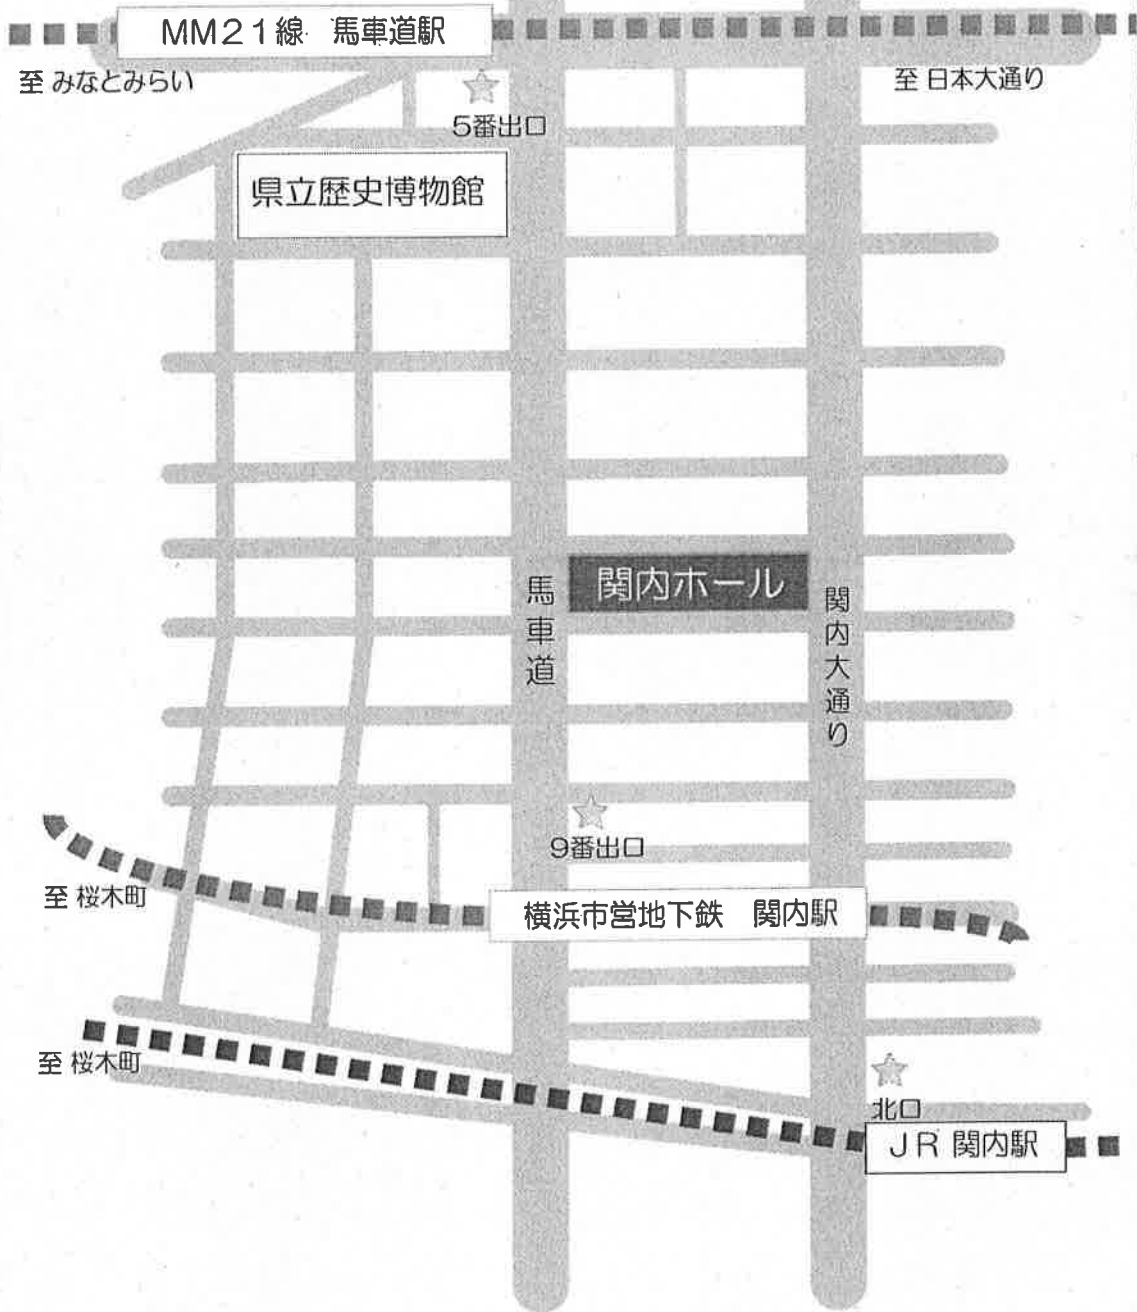 MM21線 馬車道駅
至 みなとみらい
至 日本大通り
5番出口
県立歴史博物館
関内ホール
馬車道
関内大通り
9番出口
至 桜木町
横浜市営地下鉄 関内駅
至 桜木町
北口
JR 関内駅